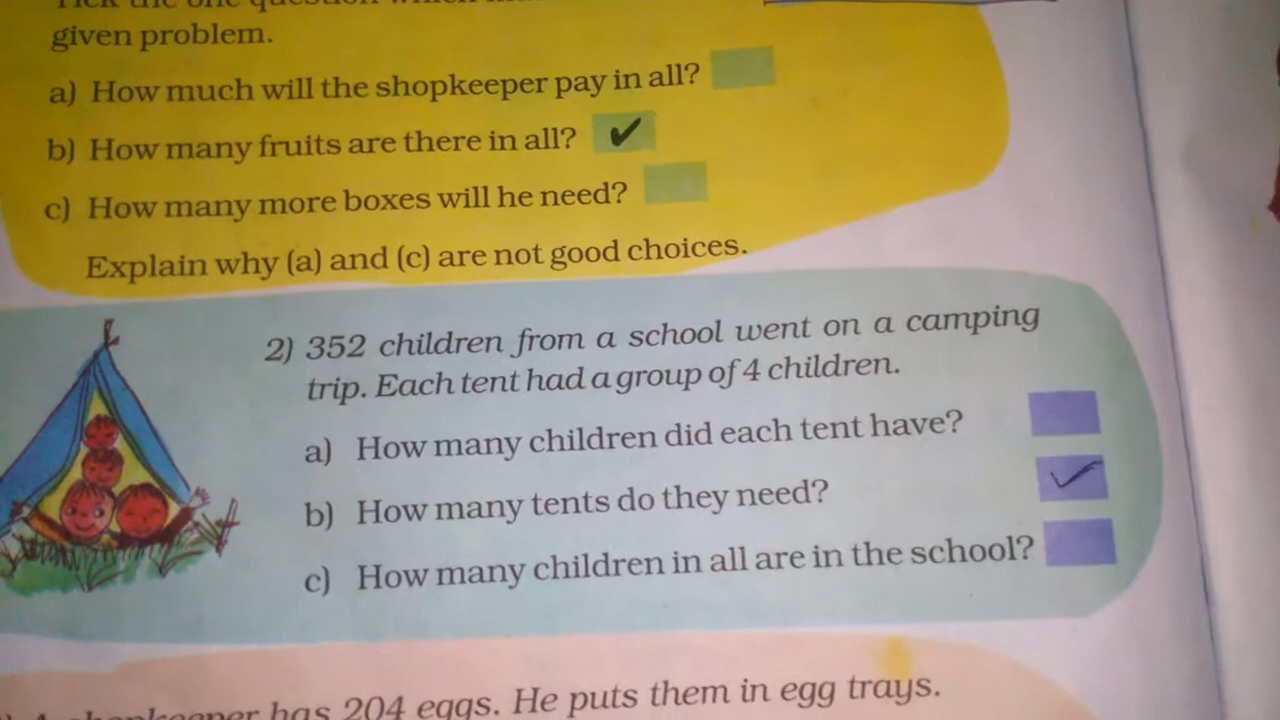 given problem.
a) How much will the shopkeeper pay in all?
b) How many fruits are there in all? ✔
c) How many more boxes will he need?
Explain why (a) and (c) are not good choices.
2) 352 children from a school went on a camping
trip. Each tent had a group of 4 children.
a) How many children did each tent have?
b) How many tents do they need? ✓
c) How many children in all are in the school?
has 204 eggs. He puts them in egg trays.